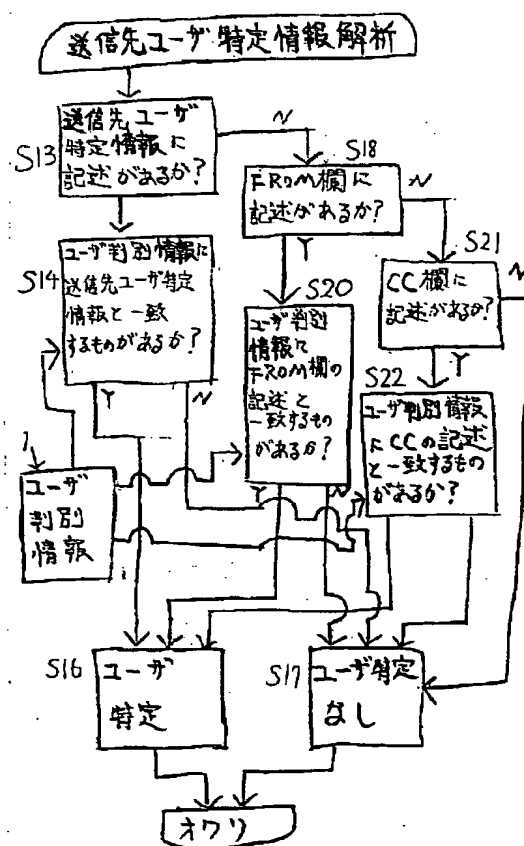 送信先ユーザ特定情報解析
S13
送信先ユーザ
特定情報に
記述があるか?
N
S18
FROM欄に
記述があるか?
N
Y
S21
CC欄に
記述があるか?
N
Y
S14
ユーザ判別情報に
送信先ユーザ特定
情報と一致
するものがあるか?
Y
N
S20
ユーザ判別
情報に
FROM欄の
記述と
一致するもの
があるか?
Y
N
S22
ユーザ判別情報
にCCの記述
と一致するもの
があるか?
1
ユーザ
判別
情報
S16
ユーザ
特定
S17
ユーザ特定
なし
オワリ